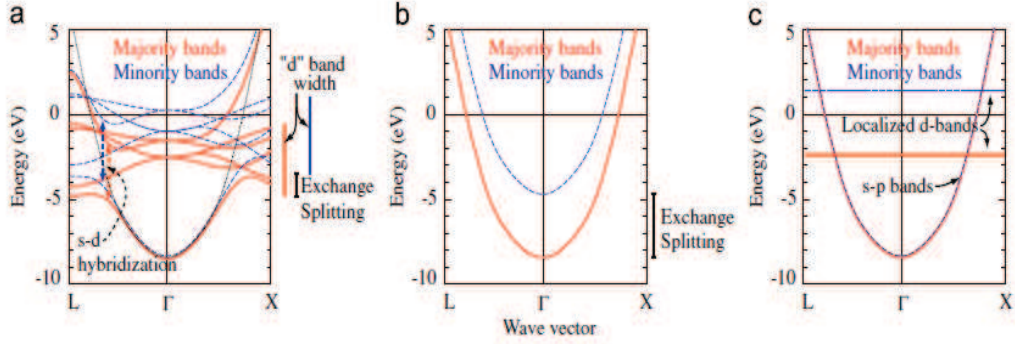 a
5
Majority bands
Minority bands
"d" band
width
0
Energy (eV)
-5
Exchange
Splitting
s-d
hybridization
-10
L
Γ
X
b
5
Majority bands
Minority bands
0
Energy (eV)
-5
Exchange
Splitting
-10
L
Γ
X
Wave vector
c
5
Majority bands
Minority bands
0
Localized d-bands
Energy (eV)
s-p bands
-5
-10
L
Γ
X